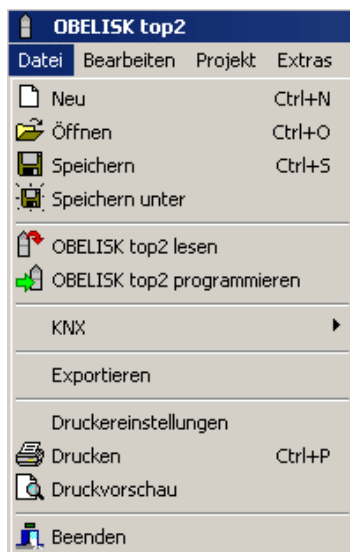 OBELISK top2
Datei Bearbeiten Projekt Extras
Neu Ctrl+N
Öffnen Ctrl+O
Speichern Ctrl+S
Speichern unter
OBELISK top2 lesen
OBELISK top2 programmieren
KNX
Exportieren
Druckereinstellungen
Drucken Ctrl+P
Druckvorschau
Beenden